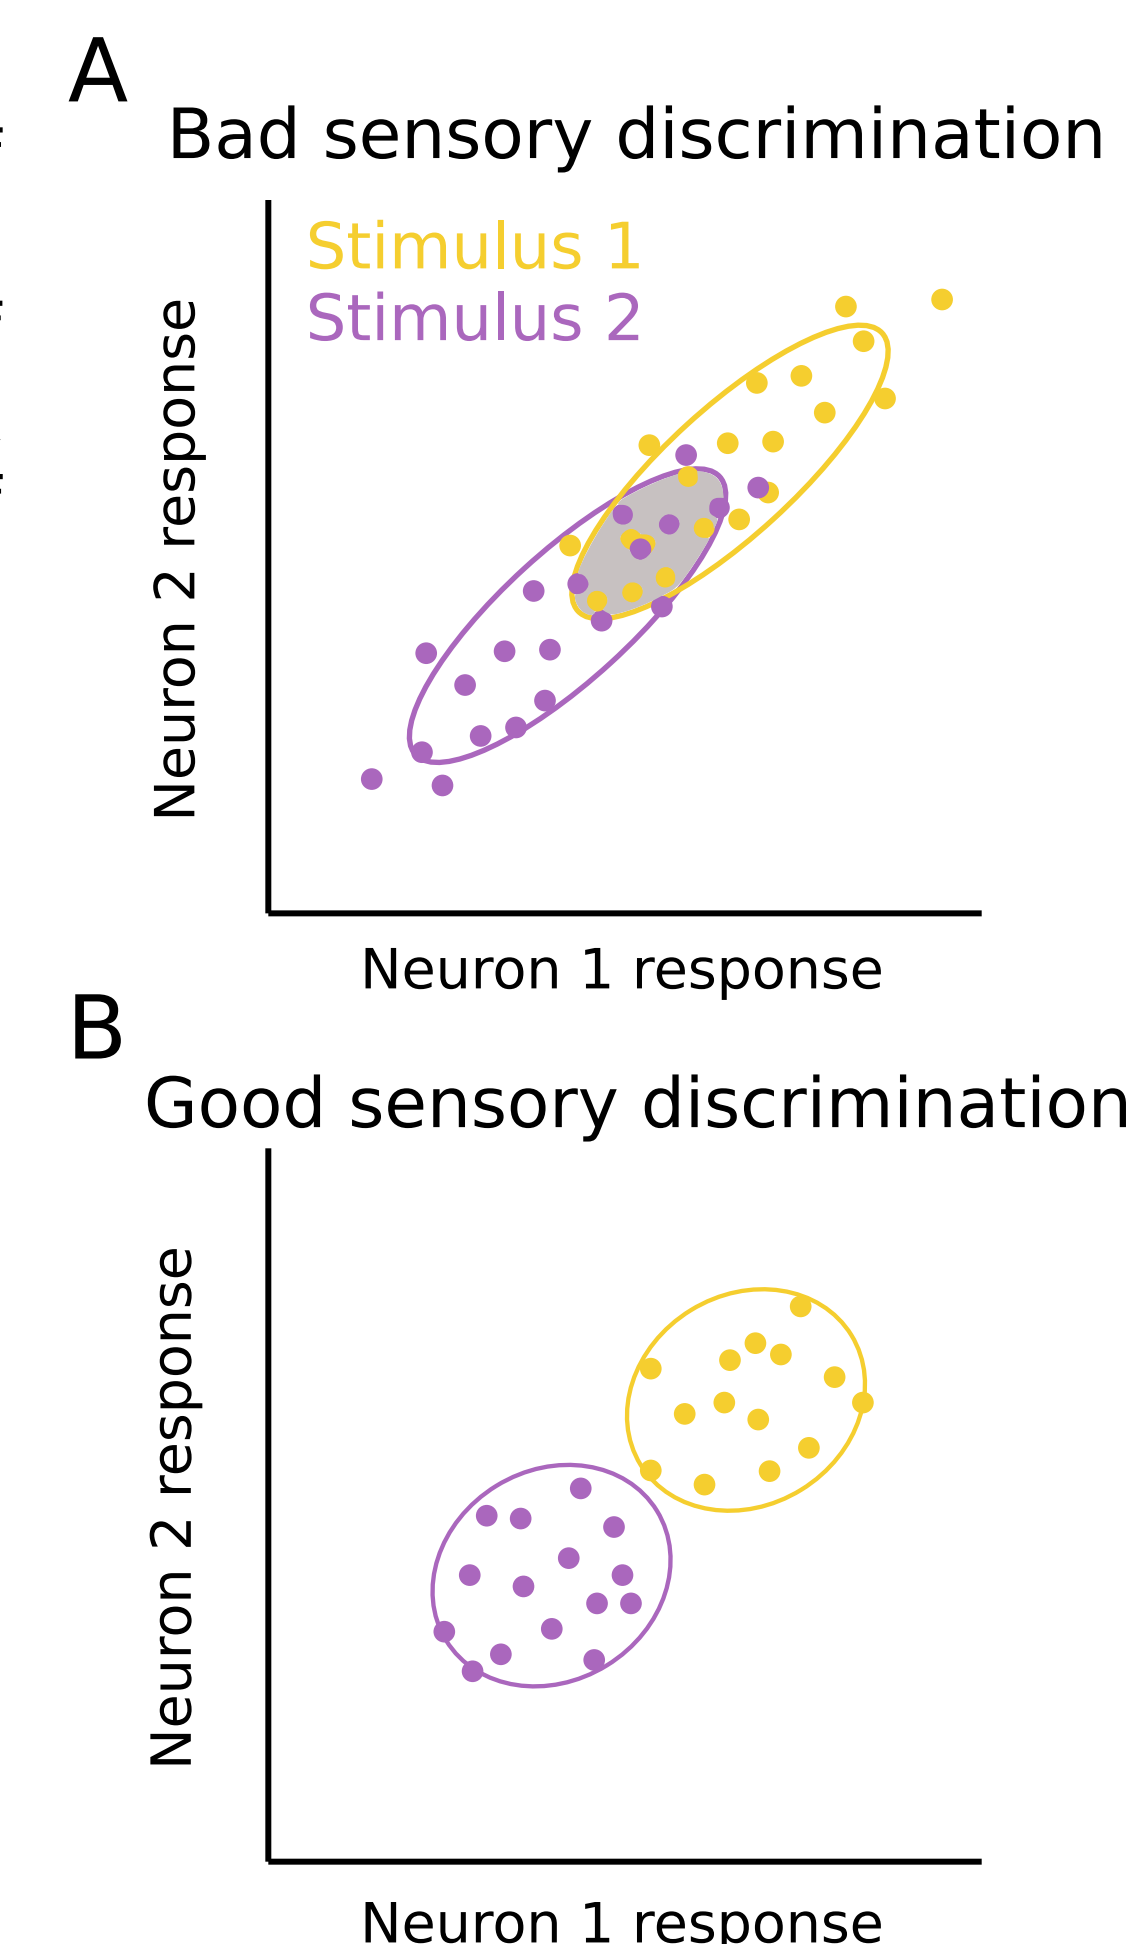 A
Bad sensory discrimination
Stimulus 1
Stimulus 2
Neuron 2 response
Neuron 1 response
B
Good sensory discrimination
Neuron 2 response
Neuron 1 response